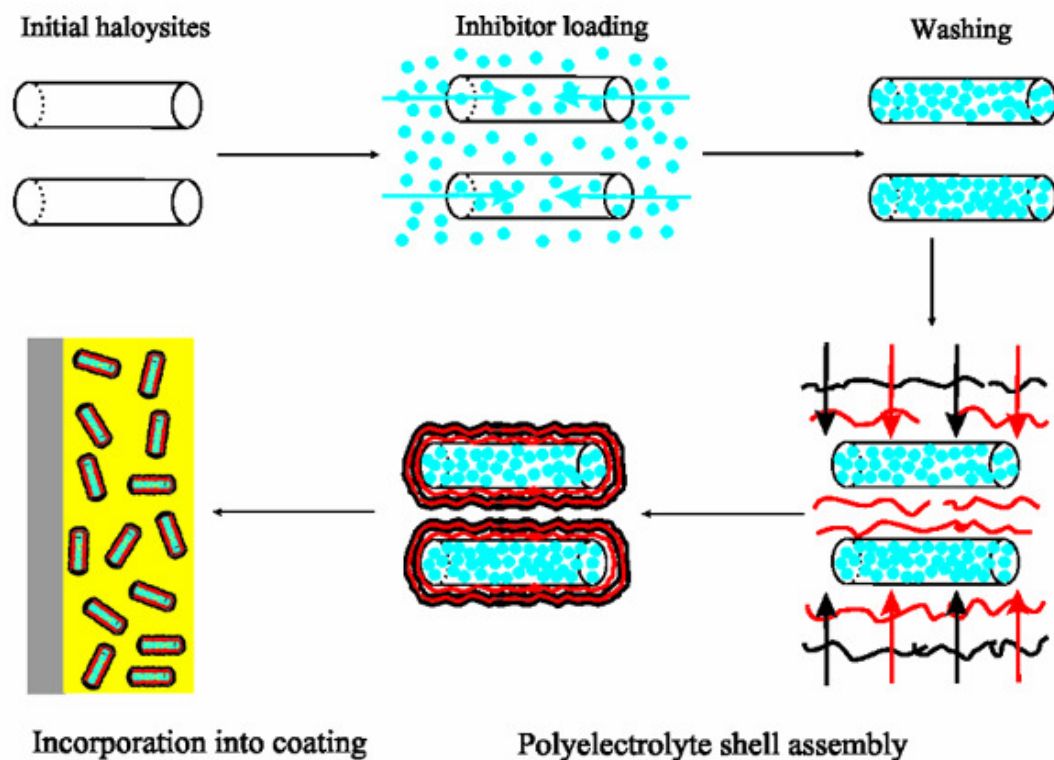 Initial haloysites
Inhibitor loading
Washing
Incorporation into coating
Polyelectrolyte shell assembly